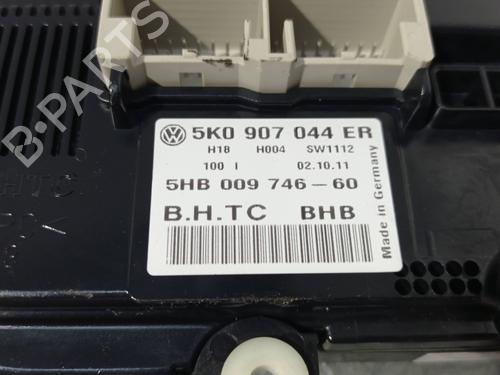 5K0 907 044 ER
H18 H004 SW1112
100 I 02.10.11
5HB 009 746-60
B.H.TC BHB
Made in Germany
B-PARTS